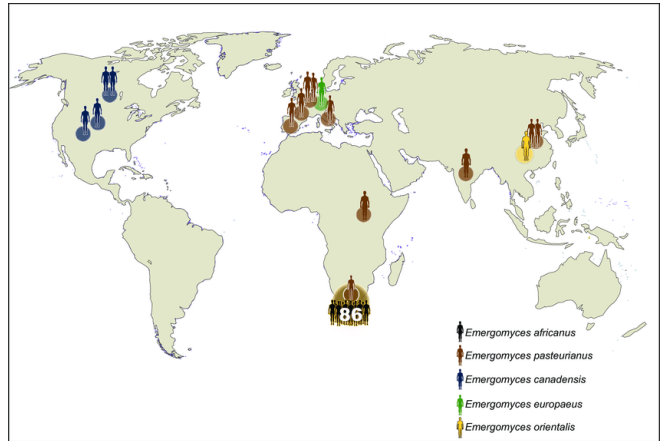 86
Emergomyces africanus
Emergomyces pasteurianus
Emergomyces canadensis
Emergomyces europaeus
Emergomyces orientalis